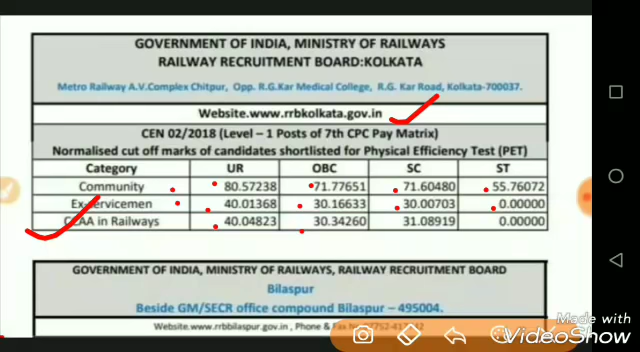 GOVERNMENT OF INDIA, MINISTRY OF RAILWAYS
RAILWAY RECRUITMENT BOARD:KOLKATA
Metro Railway A.V.Complex Chitpur, Opp. R.G.Kar Medical College, R.G. Kar Road, Kolkata-700037.
Website.www.rrbkolkata.gov.in
CEN 02/2018 (Level – 1 Posts of 7th CPC Pay Matrix)
Normalised cut off marks of candidates shortlisted for Physical Efficiency Test (PET)
Category UR OBC SC ST
Community 80.57238 71.77651 71.60480 55.76072
Ex-Servicemen 40.01368 30.16633 30.00703 0.00000
CCAA in Railways 40.04823 30.34260 31.08919 0.00000
GOVERNMENT OF INDIA, MINISTRY OF RAILWAYS, RAILWAY RECRUITMENT BOARD
Bilaspur
Beside GM/SECR office compound Bilaspur – 495004.
Website.www.rrbbilaspur.gov.in , Phone & Fax
Made with
VideoShow